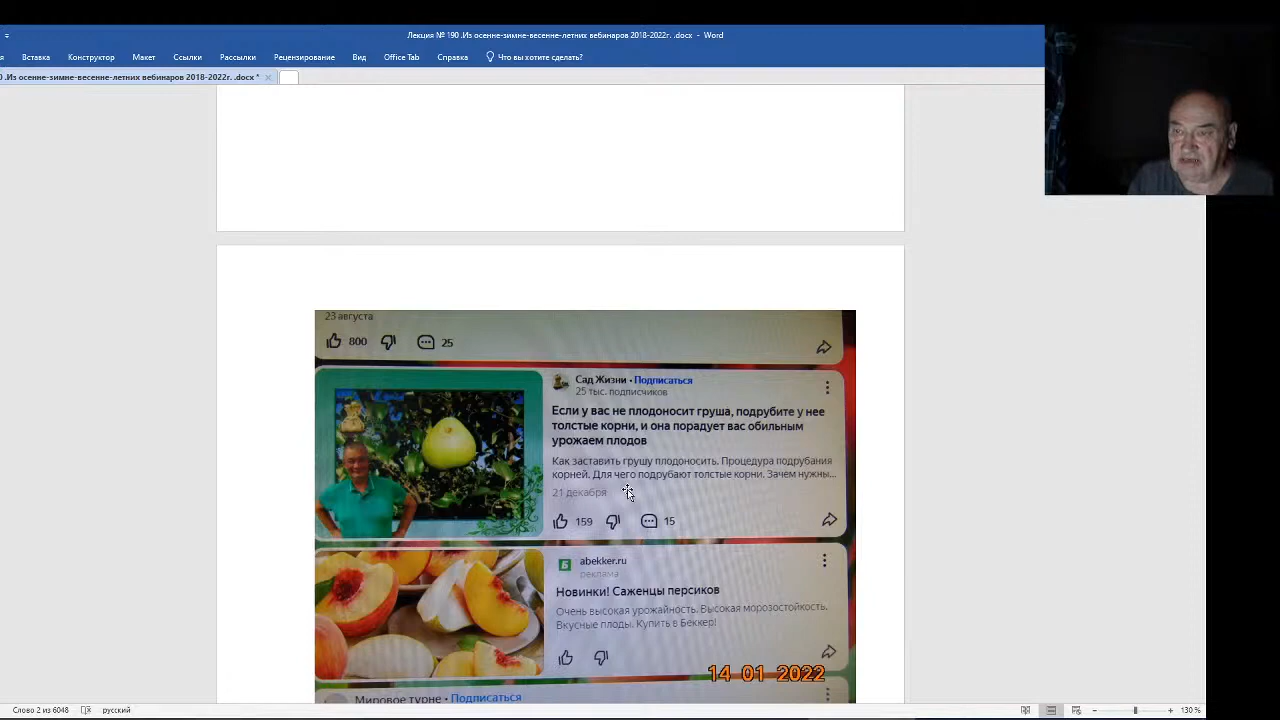 Лекция № 190 .Из осенне-зимне-весенне-летних вебинаров 2018-2022г. .docx - Word
Вставка Конструктор Макет Ссылки Рассылки Рецензирование Вид Office Tab Справка Что вы хотите сделать?
0 .Из осенне-зимне-весенне-летних вебинаров 2018-2022г. .docx *
23 августа
800 25
Сад Жизни • Подписаться
25 тыс. подписчиков
Если у вас не плодоносит груша, подрубите у нее
толстые корни, и она порадует вас обильным
урожаем плодов
Как заставить грушу плодоносить. Процедура подрубания
корней. Для чего подрубают толстые корни. Зачем нужны...
21 декабря
159 15
Б
abekker.ru
реклама
Новинки! Саженцы персиков
Очень высокая урожайность. Высокая морозостойкость.
Вкусные плоды. Купить в Беккер!
14 01 2022
Мировое турне • Подписаться
Слово 2 из 6048 русский 130 %